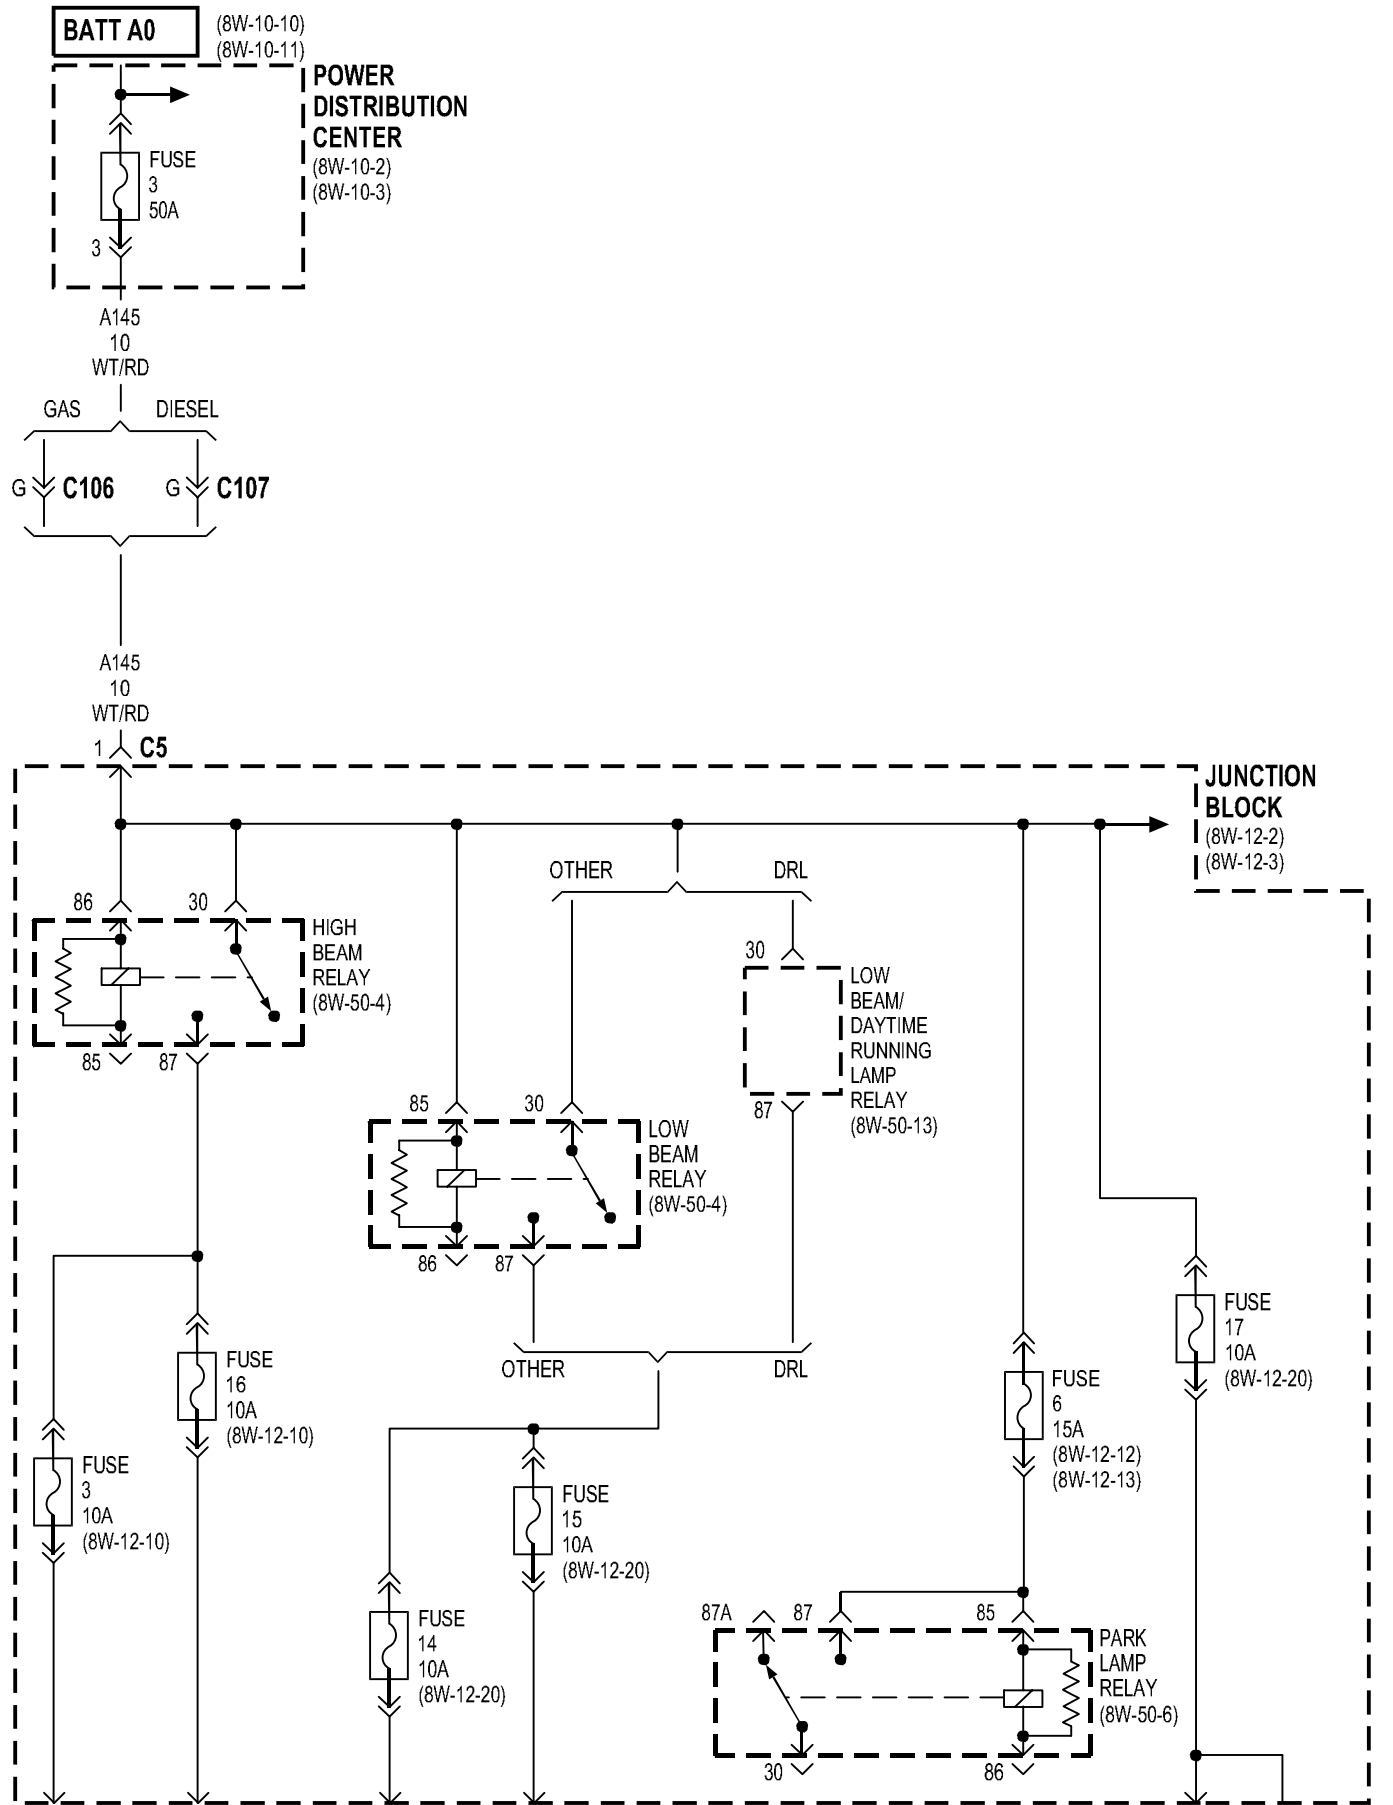 BATT A0
(8W-10-10)
(8W-10-11)
POWER
DISTRIBUTION
CENTER
(8W-10-2)
(8W-10-3)
FUSE
3
50A
3
A145
10
WT/RD
GAS
DIESEL
G
C106
G
C107
A145
10
WT/RD
1
C5
JUNCTION
BLOCK
(8W-12-2)
(8W-12-3)
OTHER
DRL
86
30
HIGH
BEAM
RELAY
(8W-50-4)
85
87
30
LOW
BEAM/
DAYTIME
RUNNING
LAMP
RELAY
(8W-50-13)
87
85
30
LOW
BEAM
RELAY
(8W-50-4)
86
87
OTHER
DRL
FUSE
17
10A
(8W-12-20)
FUSE
16
10A
(8W-12-10)
FUSE
6
15A
(8W-12-12)
(8W-12-13)
FUSE
3
10A
(8W-12-10)
FUSE
15
10A
(8W-12-20)
FUSE
14
10A
(8W-12-20)
87A
87
85
PARK
LAMP
RELAY
(8W-50-6)
30
86